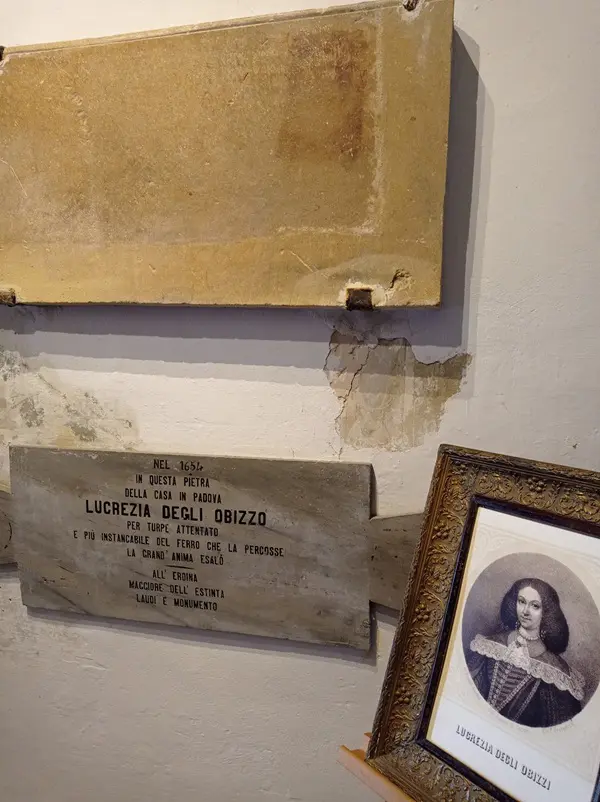 NEL 1654
IN QUESTA PIETRA
DELLA CASA IN PADOVA
LUCREZIA DEGLI OBIZZO
PER TURPE ATTENTATO
E PIÙ INSTANCABILE DEL FERRO CHE LA PERCOSSE
LA GRAND' ANIMA ESALÒ
ALL' EROINA
MAGGIORE DELL' ESTINTA
LAUDI E MONUMENTO
LUCREZIA DEGLI OBIZZI